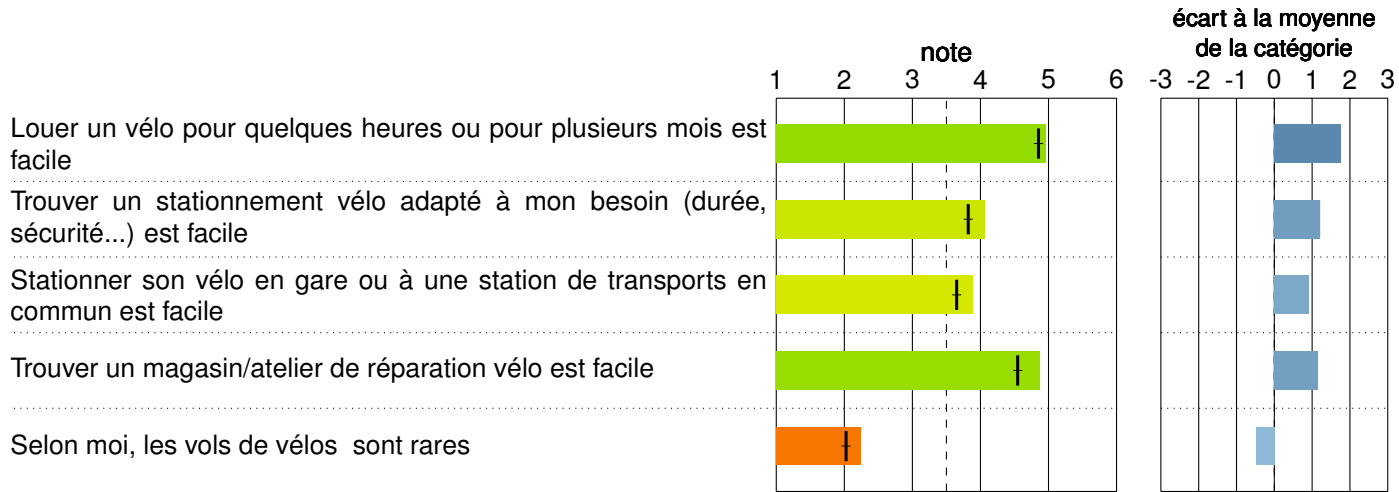 écart à la moyenne
de la catégorie
note
1 2 3 4 5 6
-3 -2 -1 0 1 2 3
Louer un vélo pour quelques heures ou pour plusieurs mois est
facile
Trouver un stationnement vélo adapté à mon besoin (durée,
sécurité...) est facile
Stationner son vélo en gare ou à une station de transports en
commun est facile
Trouver un magasin/atelier de réparation vélo est facile
Selon moi, les vols de vélos sont rares